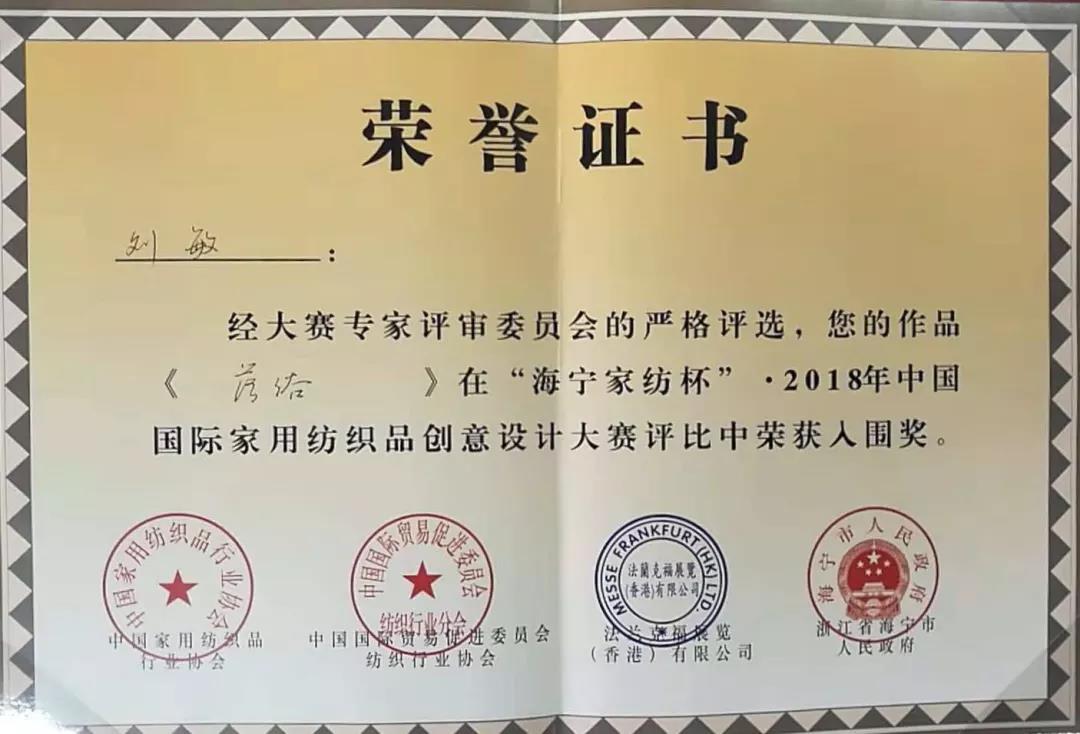 荣誉证书
刘敏：
经大赛专家评审委员会的严格评选，您的作品
《 》在“海宁家纺杯”·2018年中国
国际家用纺织品创意设计大赛评比中荣获入围奖。
中国家用纺织品行业协会
中国国际贸易促进委员会
纺织行业分会
MESSE FRANKFURT (HK) LTD.
法蘭克福展覽
(香港)有限公司
海宁市人民政府
中国家用纺织品
行业协会
中国国际贸易促进委员会
纺织行业分会
法兰克福展览
（香港）有限公司
浙江省海宁市
人民政府